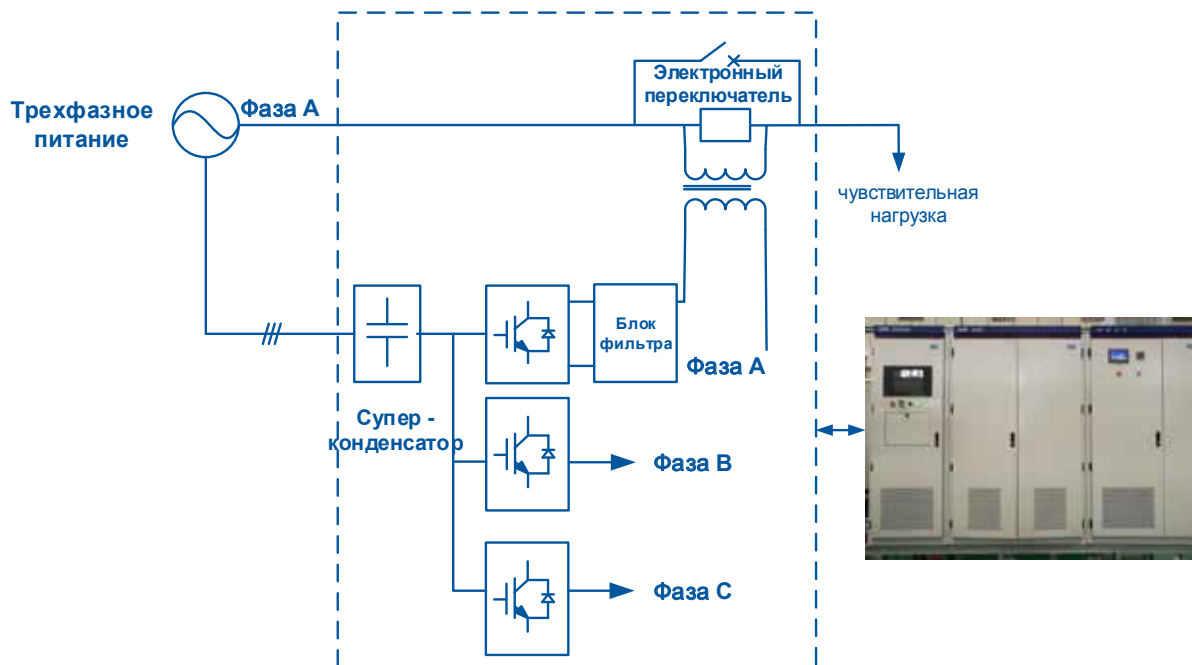 Электронный
переключатель
Трехфазное
питание
Фаза А
чувствительная
нагрузка
Блок
фильтра
Фаза А
Супер -
конденсатор
Фаза В
Фаза С